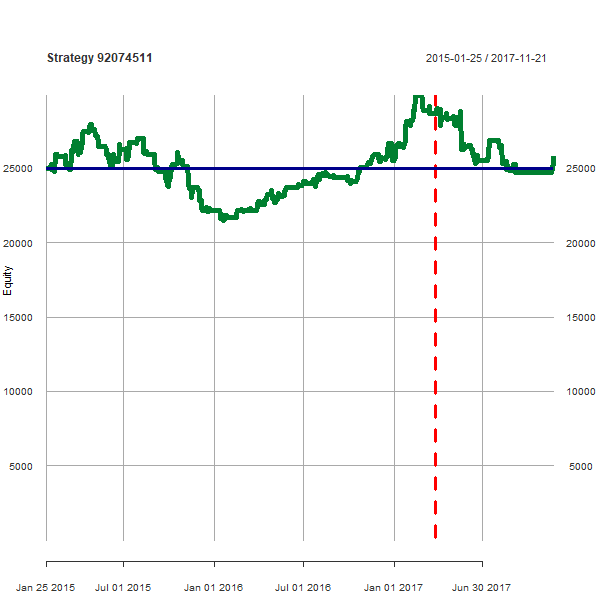 Strategy 92074511
2015-01-25 / 2017-11-21
25000 25000
20000 20000
Equity
15000 15000
10000 10000
5000 5000
Jan 25 2015 Jul 01 2015 Jan 01 2016 Jul 01 2016 Jan 01 2017 Jun 30 2017